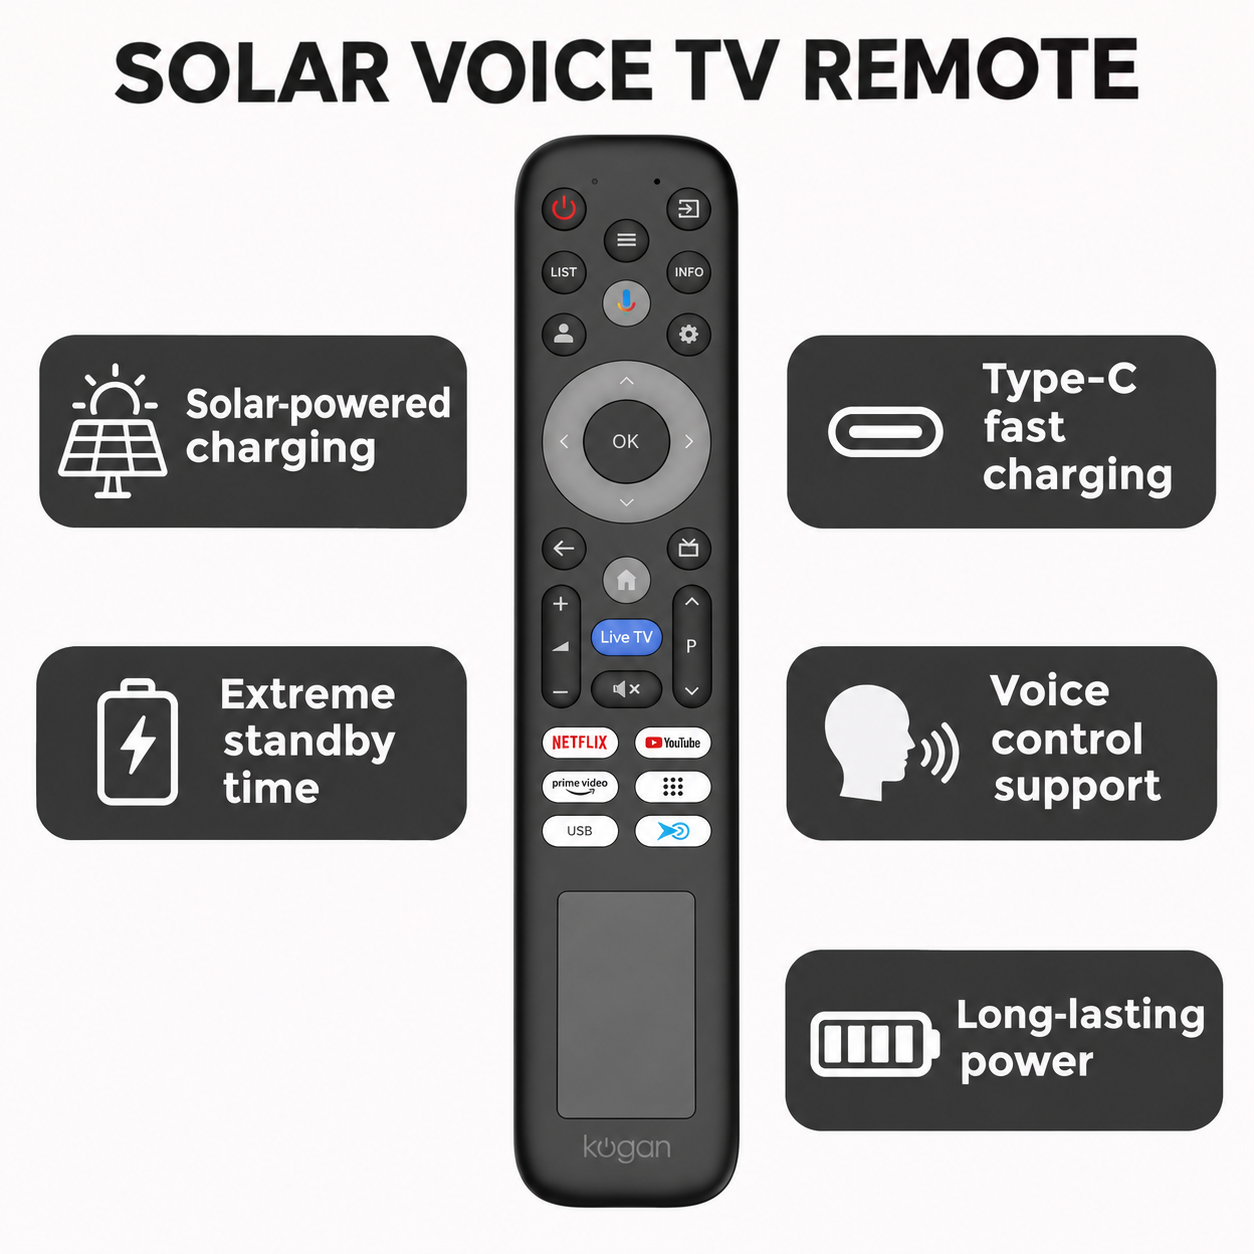 SOLAR VOICE TV REMOTE
LIST
INFO
Solar-powered
charging
Type-C
fast
charging
OK
Live TV
P
Extreme
standby
time
Voice
control
support
NETFLIX
YouTube
prime video
USB
Long-lasting
power
kogan